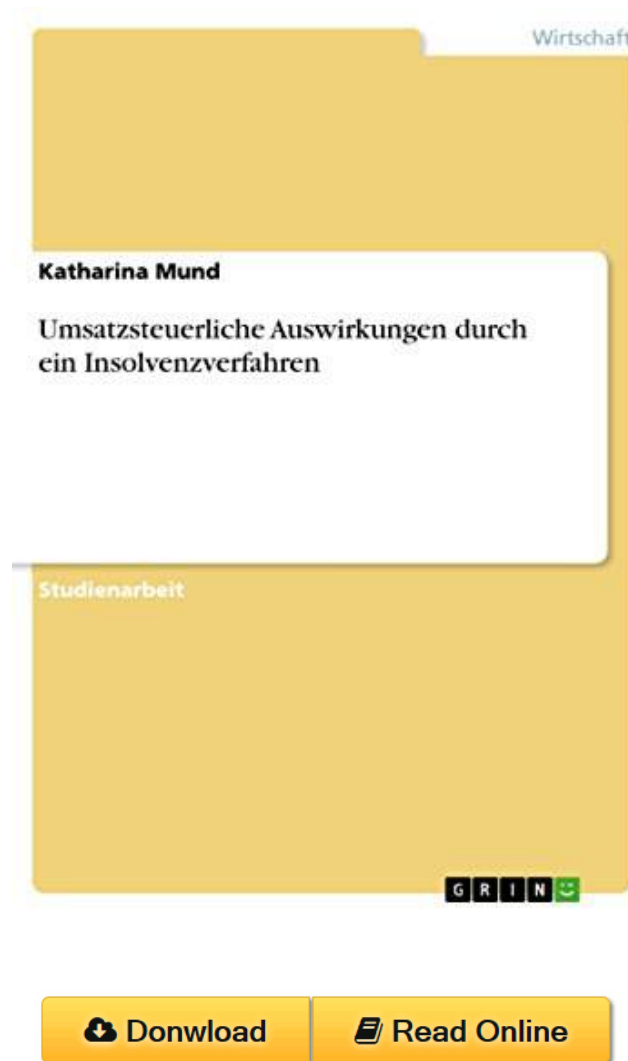 Wirtschaft
Katharina Mund
Umsatzsteuerliche Auswirkungen durch
ein Insolvenzverfahren
Studienarbeit
GRIN
Donwload Read Online